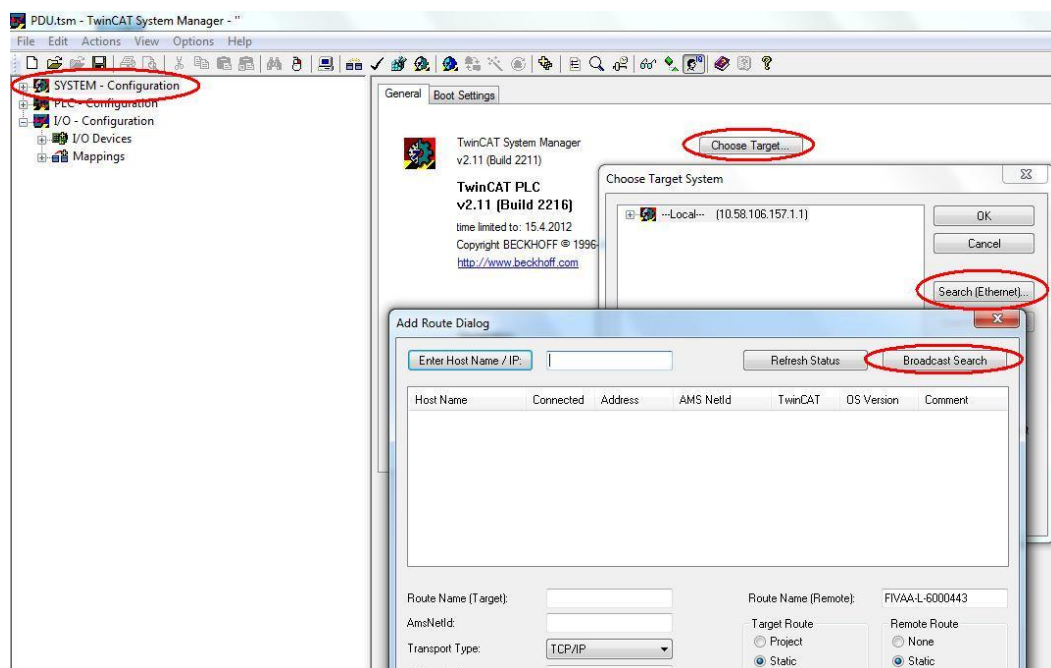 PDU.tsm - TwinCAT System Manager - ''
File Edit Actions View Options Help
SYSTEM - Configuration
PLC - Configuration
I/O - Configuration
I/O Devices
Mappings
General Boot Settings
TwinCAT System Manager
v2.11 (Build 2211)
Choose Target...
TwinCAT PLC
v2.11 (Build 2216)
time limited to: 15.4.2012
Copyright BECKHOFF © 1996-
http://www.beckhoff.com
Choose Target System
---Local--- (10.58.106.157.1.1)
OK
Cancel
Search (Ethernet)...
Add Route Dialog
Enter Host Name / IP:
Refresh Status
Broadcast Search
Host Name Connected Address AMS NetId TwinCAT OS Version Comment
Route Name (Target): Route Name (Remote): FIVAA-L-6000443
AmsNetId: Target Route Remote Route
Transport Type: TCP/IP Project None
Static Static